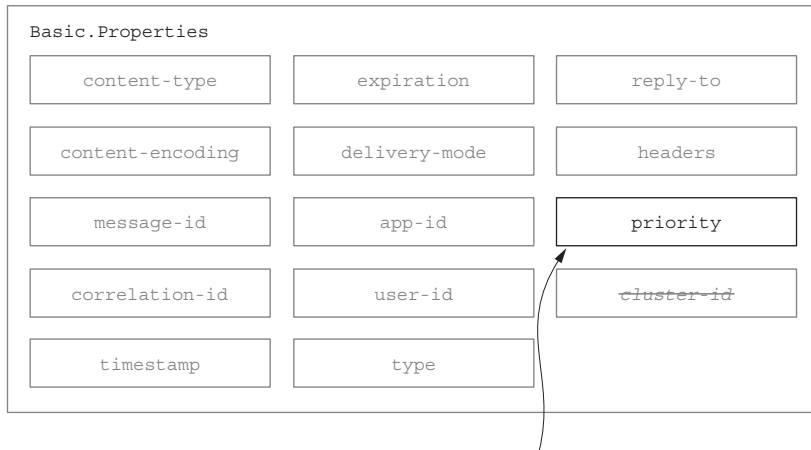 Basic.Properties
content-type expiration reply-to
content-encoding delivery-mode headers
message-id app-id priority
correlation-id user-id cluster-id
timestamp type